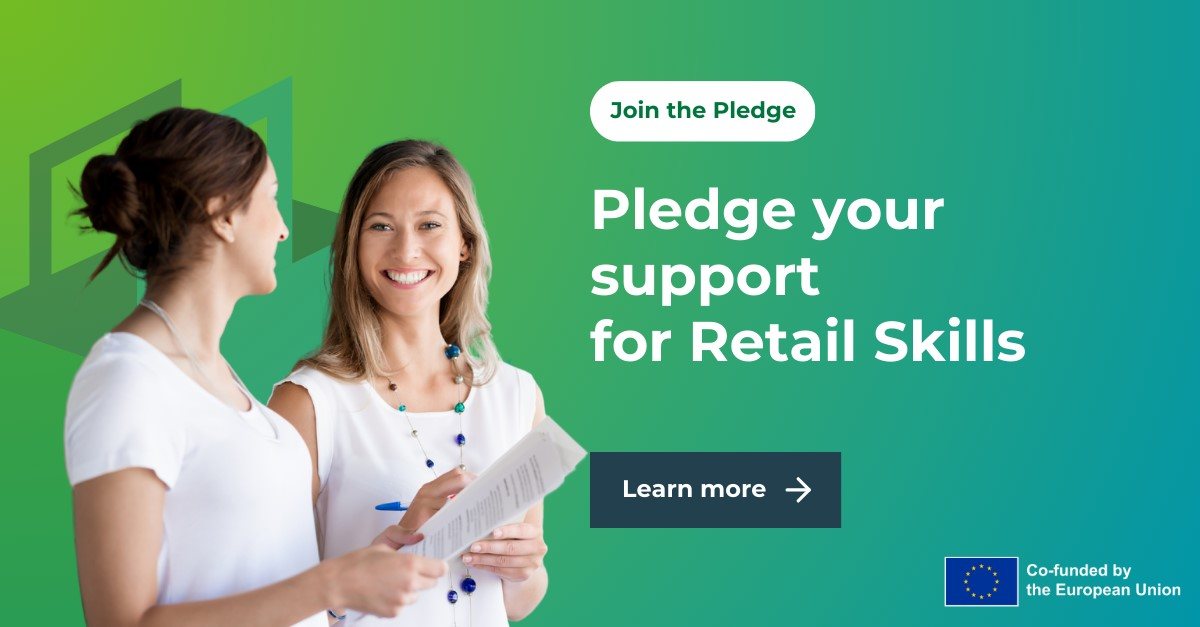 Join the Pledge
Pledge your
support
for Retail Skills
Learn more
Co-funded by
the European Union